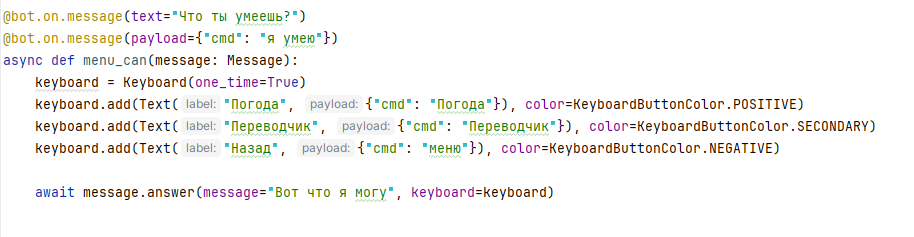 @bot.on.message(text="Что ты умеешь?")
@bot.on.message(payload={"cmd": "я умею"})
async def menu_can(message: Message):
    keyboard = Keyboard(one_time=True)
    keyboard.add(Text( label: "Погода", payload: {"cmd": "Погода"}), color=KeyboardButtonColor.POSITIVE)
    keyboard.add(Text( label: "Переводчик", payload: {"cmd": "Переводчик"}), color=KeyboardButtonColor.SECONDARY)
    keyboard.add(Text( label: "Назад", payload: {"cmd": "меню"}), color=KeyboardButtonColor.NEGATIVE)
    await message.answer(message="Вот что я могу", keyboard=keyboard)